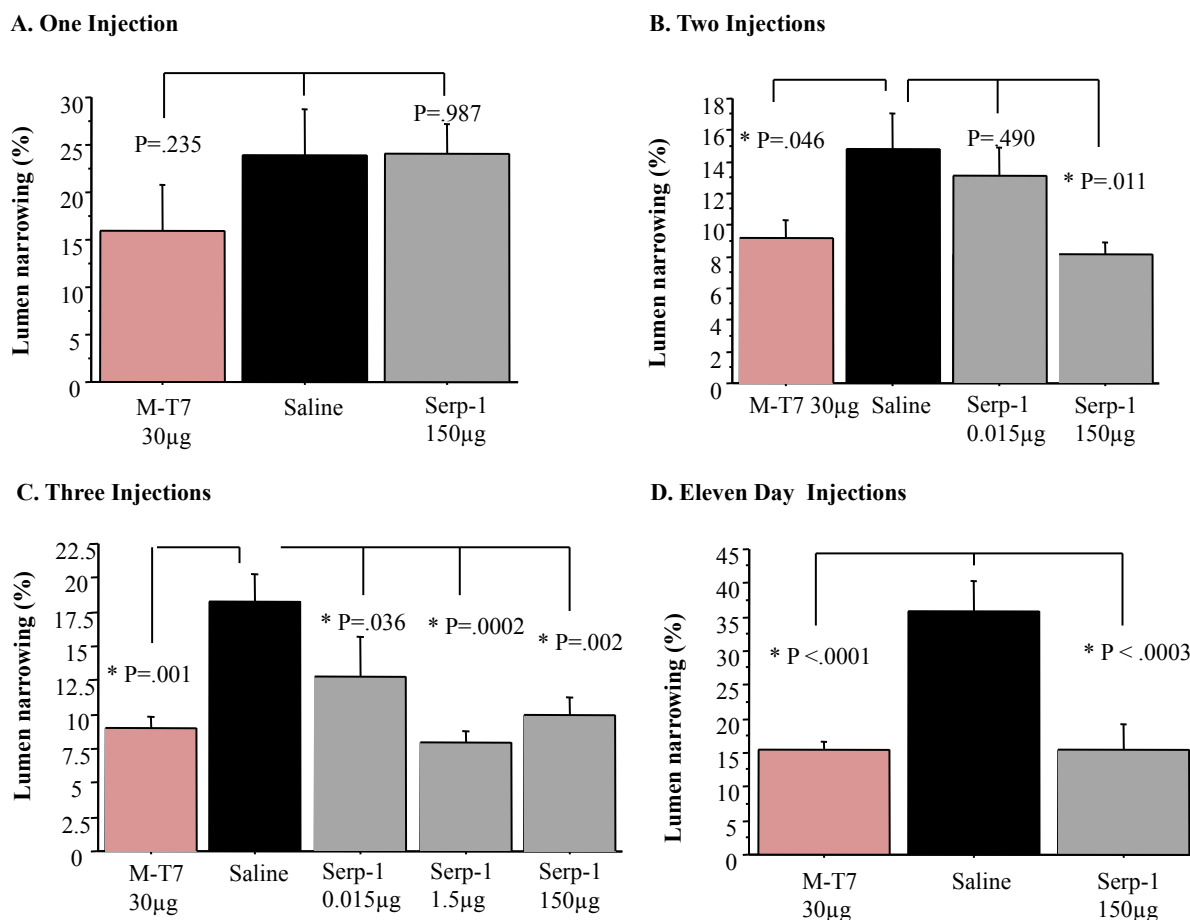 A. One Injection
Lumen narrowing (%)
30
25
20
15
10
5
0
P=.235
P=.987
M-T7
30µg
Saline
Serp-1
150µg
B. Two Injections
Lumen narrowing (%)
18
16
14
12
10
8
6
4
2
0
* P=.046
P=.490
* P=.011
M-T7 30µg
Saline
Serp-1
0.015µg
Serp-1
150µg
C. Three Injections
Lumen narrowing (%)
22.5
20
17.5
15
12.5
10
7.5
5
2.5
0
* P=.001
* P=.036
* P=.0002
* P=.002
M-T7
30µg
Saline
Serp-1
0.015µg
Serp-1
1.5µg
Serp-1
150µg
D. Eleven Day Injections
Lumen narrowing (%)
45
40
35
35
25
20
15
10
5
0
* P <.0001
* P < .0003
M-T7
30µg
Saline
Serp-1
150µg